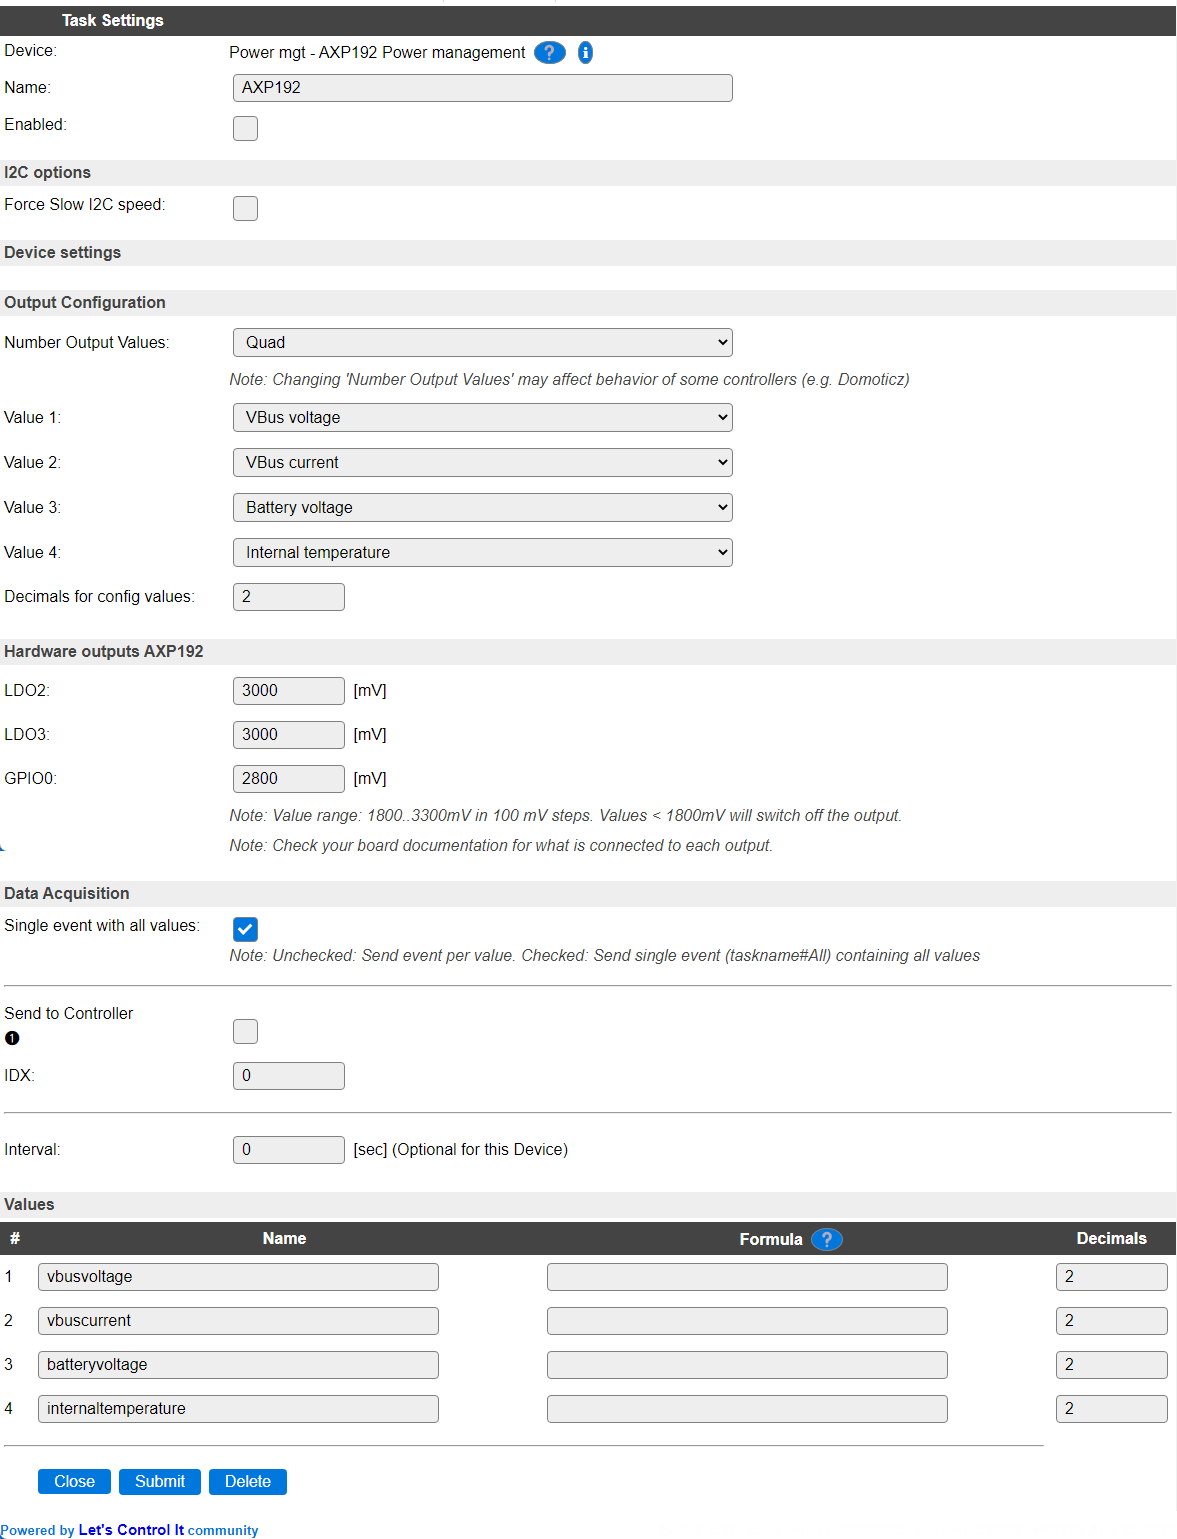 Task Settings
Device: Power mgt - AXP192 Power management ? i
Name: AXP192
Enabled:
I2C options
Force Slow I2C speed:
Device settings
Output Configuration
Number Output Values: Quad
Note: Changing 'Number Output Values' may affect behavior of some controllers (e.g. Domoticz)
Value 1: VBus voltage
Value 2: VBus current
Value 3: Battery voltage
Value 4: Internal temperature
Decimals for config values: 2
Hardware outputs AXP192
LDO2: 3000 [mV]
LDO3: 3000 [mV]
GPIO0: 2800 [mV]
Note: Value range: 1800..3300mV in 100 mV steps. Values < 1800mV will switch off the output.
Note: Check your board documentation for what is connected to each output.
Data Acquisition
Single event with all values:
Note: Unchecked: Send event per value. Checked: Send single event (taskname#All) containing all values
Send to Controller
❶
IDX: 0
Interval: 0 [sec] (Optional for this Device)
Values
# Name Formula ? Decimals
1 vbusvoltage 2
2 vbuscurrent 2
3 batteryvoltage 2
4 internaltemperature 2
Close Submit Delete
Powered by Let's Control It community